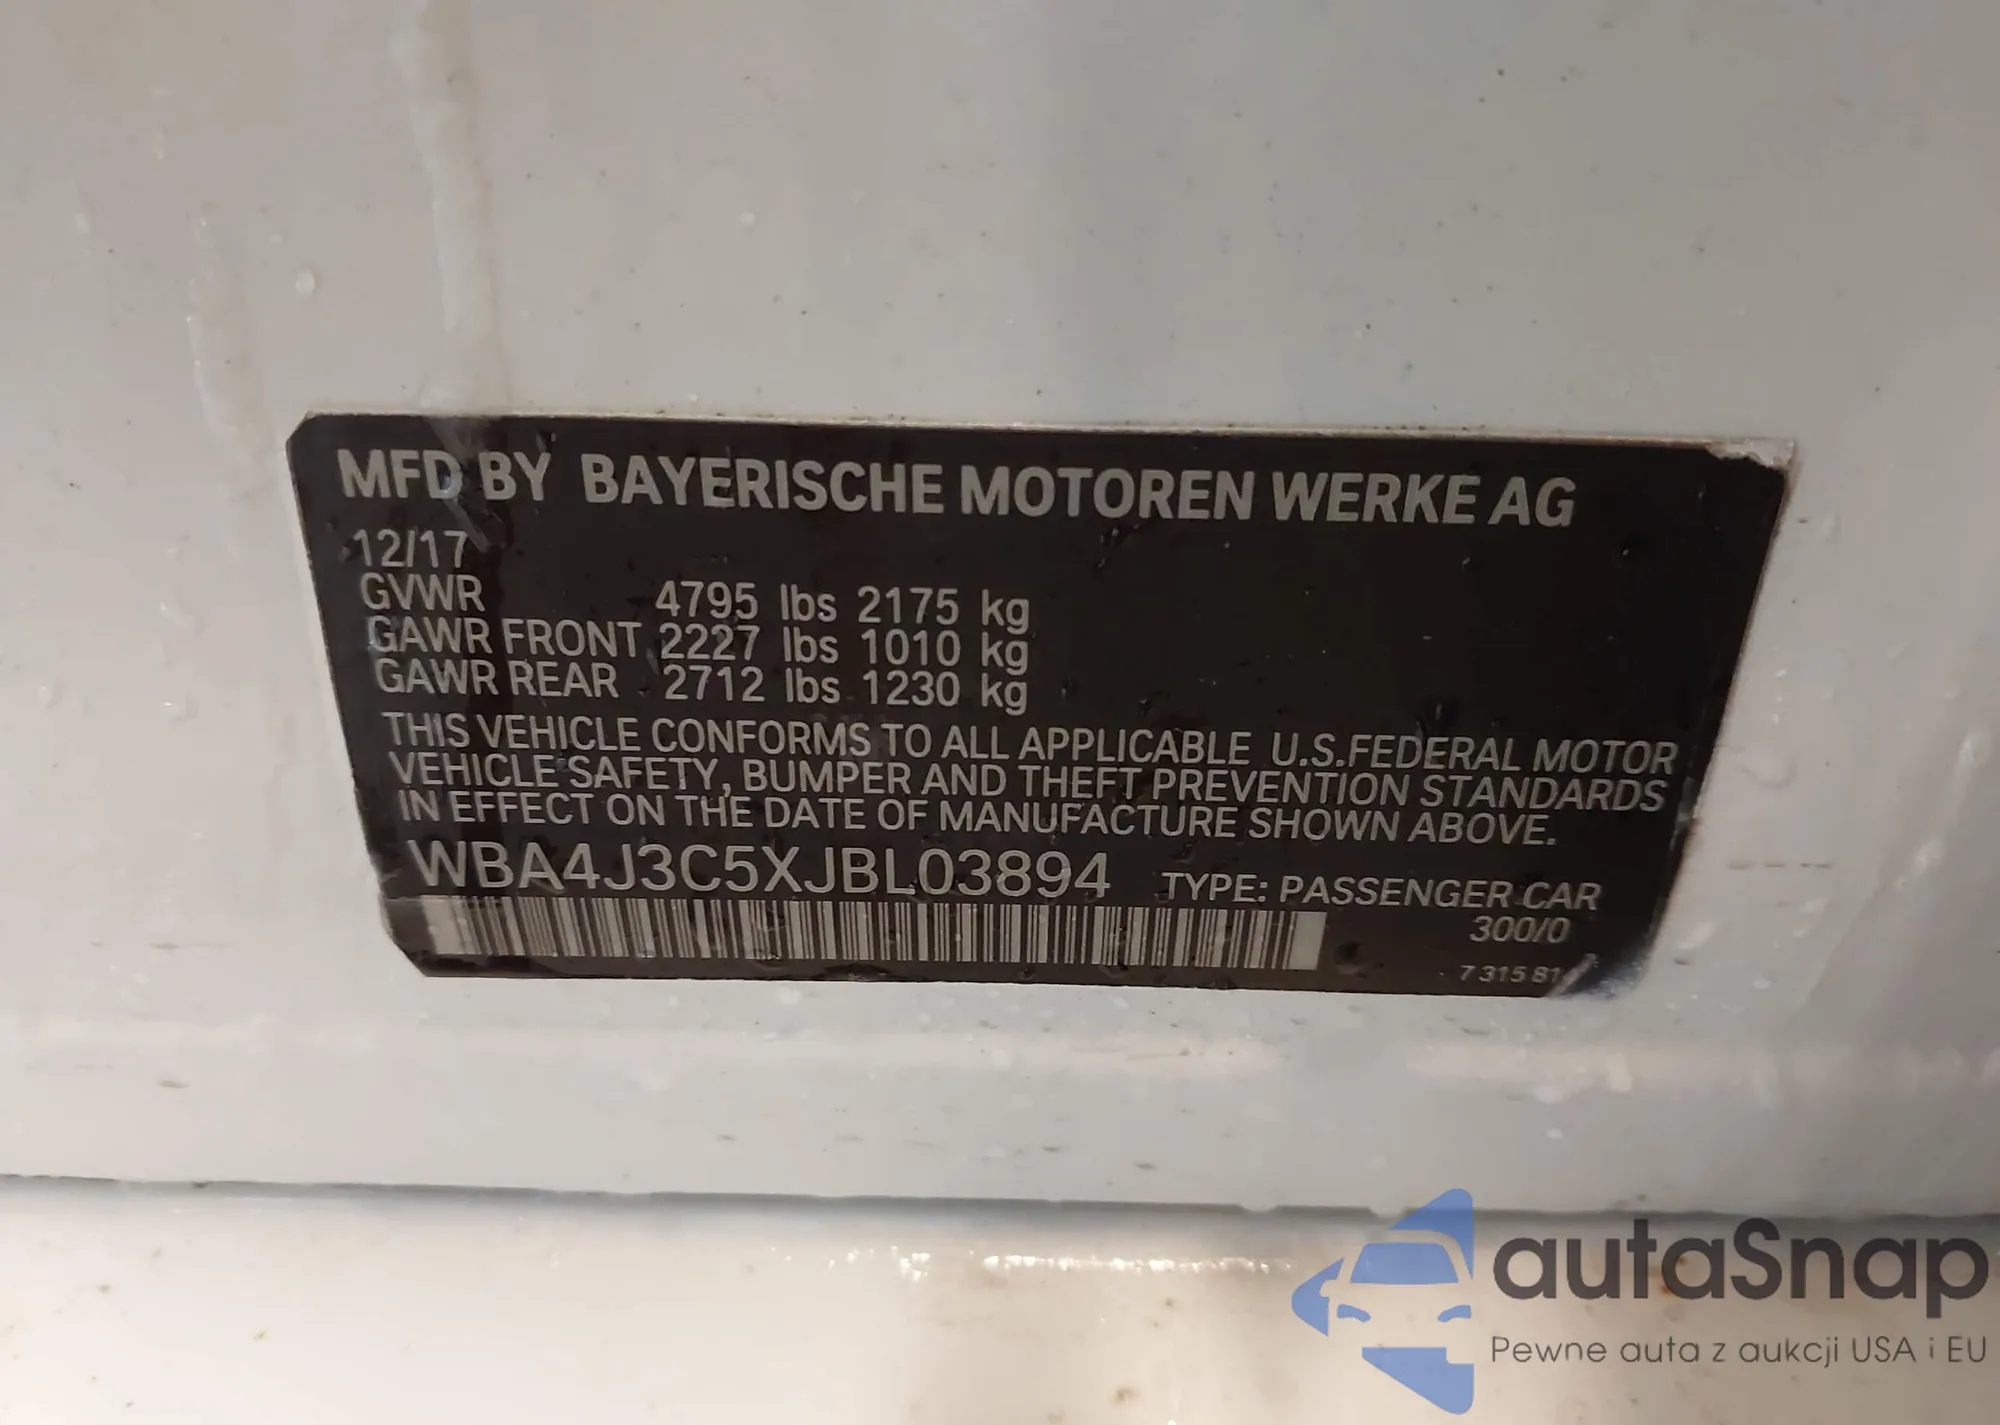 MFD BY BAYERISCHE MOTOREN WERKE AG
12/17
GVWR 4795 lbs 2175 kg
GAWR FRONT 2227 lbs 1010 kg
GAWR REAR 2712 lbs 1230 kg
THIS VEHICLE CONFORMS TO ALL APPLICABLE U.S.FEDERAL MOTOR
VEHICLE SAFETY, BUMPER AND THEFT PREVENTION STANDARDS
IN EFFECT ON THE DATE OF MANUFACTURE SHOWN ABOVE.
WBA4J3C5XJBL03894 TYPE: PASSENGER CAR
300/0
7 315
autaSnap
Pewne auta z aukcji USA i EU